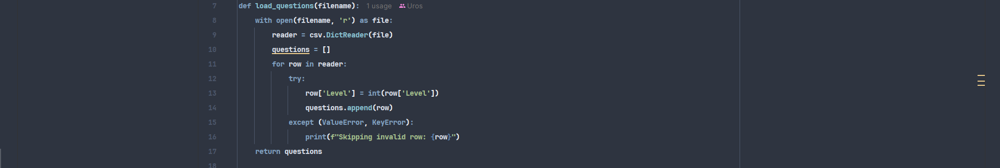 7 def load_questions(filename): 1 usage Uros
8 with open(filename, 'r') as file:
9 reader = csv.DictReader(file)
10 questions = []
11 for row in reader:
12 try:
13 row['Level'] = int(row['Level'])
14 questions.append(row)
15 except (ValueError, KeyError):
16 print(f"Skipping invalid row: {row}")
17 return questions
18